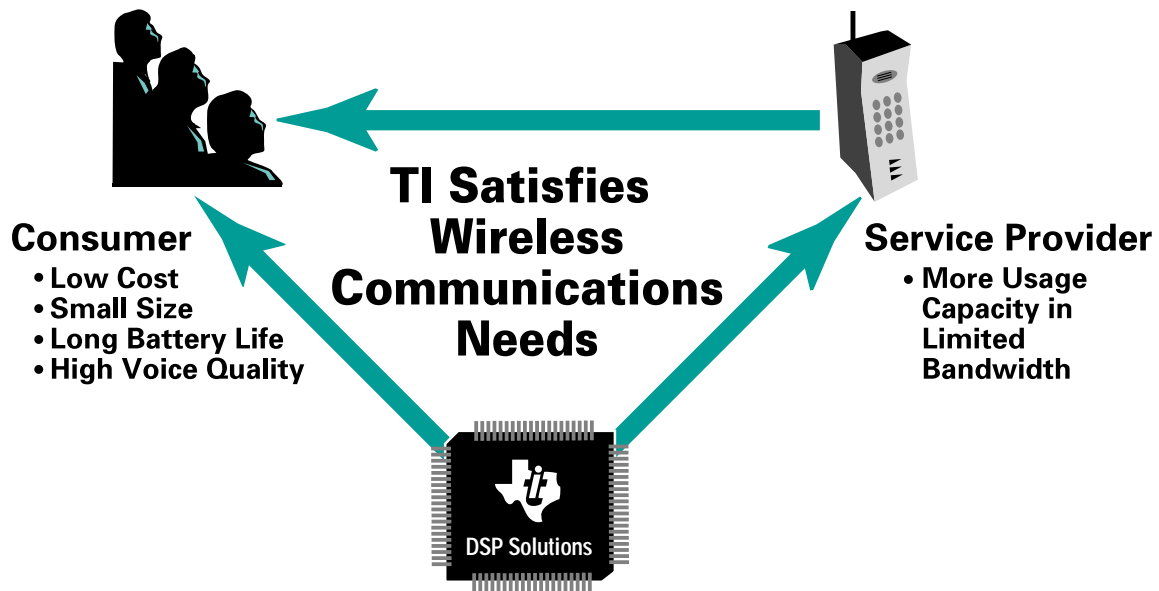 TI Satisfies
Wireless
Communications
Needs
Consumer
• Low Cost
• Small Size
• Long Battery Life
• High Voice Quality
Service Provider
• More Usage
Capacity in
Limited
Bandwidth
ti
DSP Solutions